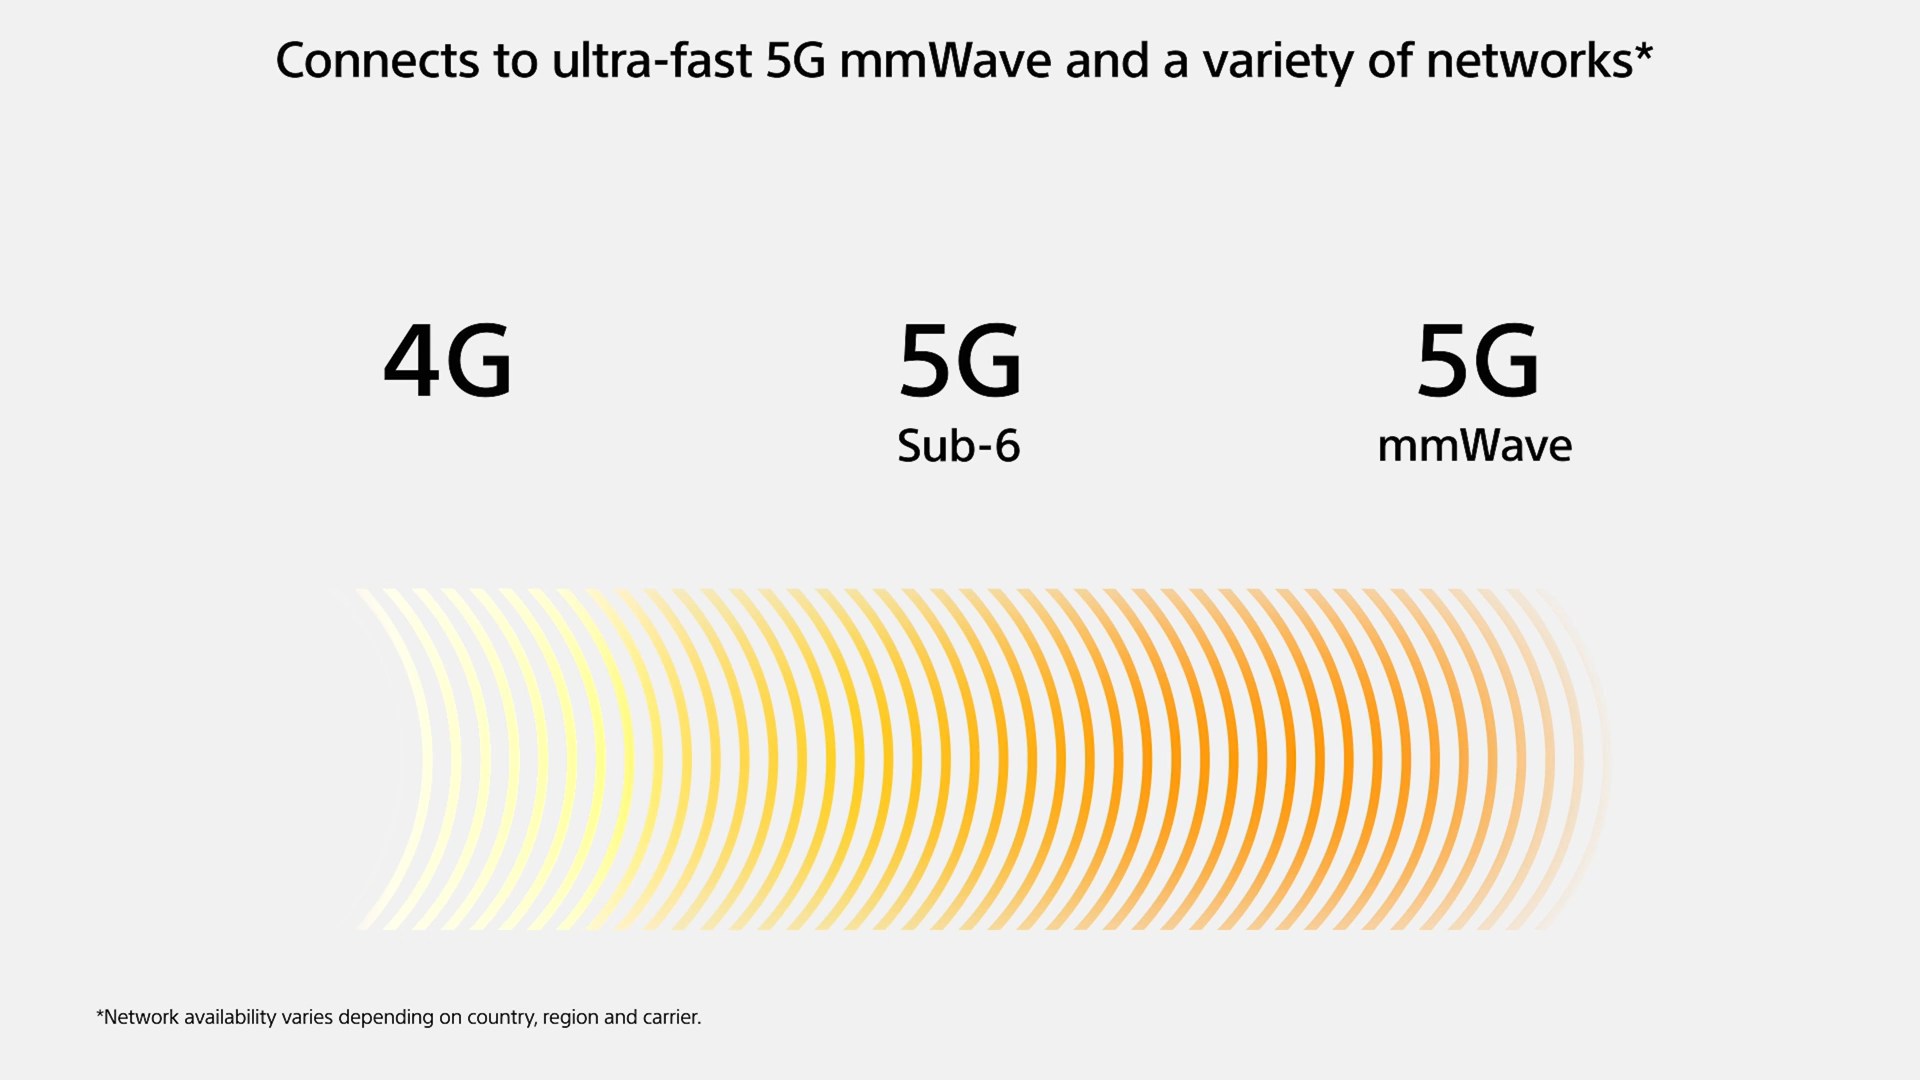 Connects to ultra-fast 5G mmWave and a variety of networks*
4G
5G
Sub-6
5G
mmWave
*Network availability varies depending on country, region and carrier.